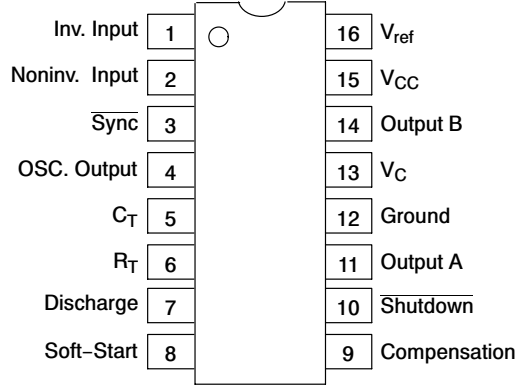 Inv. Input 1 16 Vref
Noninv. Input 2 15 VCC
Sync 3 14 Output B
OSC. Output 4 13 VC
CT 5 12 Ground
RT 6 11 Output A
Discharge 7 10 Shutdown
Soft−Start 8 9 Compensation